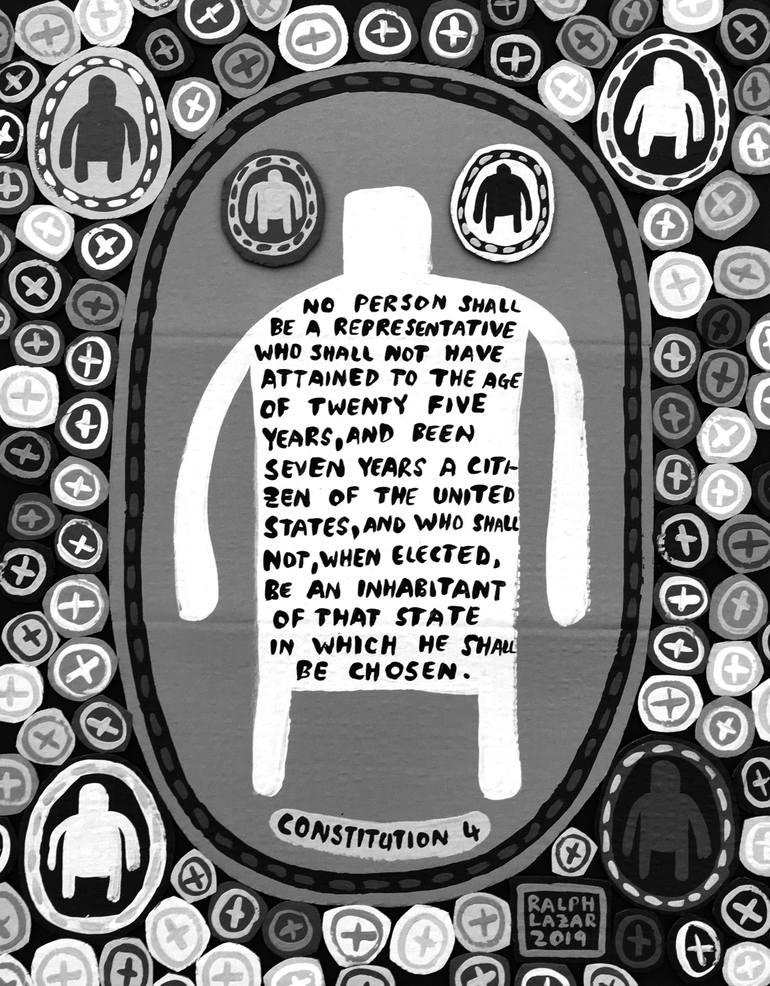 NO PERSON SHALL
BE A REPRESENTATIVE
WHO SHALL NOT HAVE
ATTAINED TO THE AGE
OF TWENTY FIVE
YEARS, AND BEEN
SEVEN YEARS A CITI-
ZEN OF THE UNITED
STATES, AND WHO SHALL
NOT, WHEN ELECTED,
BE AN INHABITANT
OF THAT STATE
IN WHICH HE SHALL
BE CHOSEN.
CONSTITUTION 4
RALPH
LAZAR
2019